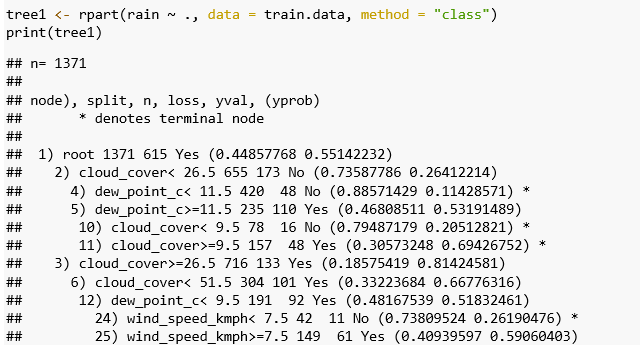 tree1 <- rpart(rain ~ ., data = train.data, method = "class")
print(tree1)
## n= 1371
##
## node), split, n, loss, yval, (yprob)
##       * denotes terminal node
##
##  1) root 1371 615 Yes (0.44857768 0.55142232)
##    2) cloud_cover< 26.5 655 173 No (0.73587786 0.26412214)
##      4) dew_point_c< 11.5 420  48 No (0.88571429 0.11428571) *
##      5) dew_point_c>=11.5 235 110 Yes (0.46808511 0.53191489)
##       10) cloud_cover< 9.5 78  16 No (0.79487179 0.20512821) *
##       11) cloud_cover>=9.5 157  48 Yes (0.30573248 0.69426752) *
##    3) cloud_cover>=26.5 716 133 Yes (0.18575419 0.81424581)
##      6) cloud_cover< 51.5 304 101 Yes (0.33223684 0.66776316)
##       12) dew_point_c< 9.5 191  92 Yes (0.48167539 0.51832461)
##         24) wind_speed_kmph< 7.5 42  11 No (0.73809524 0.26190476) *
##         25) wind_speed_kmph>=7.5 149  61 Yes (0.40939597 0.59060403)